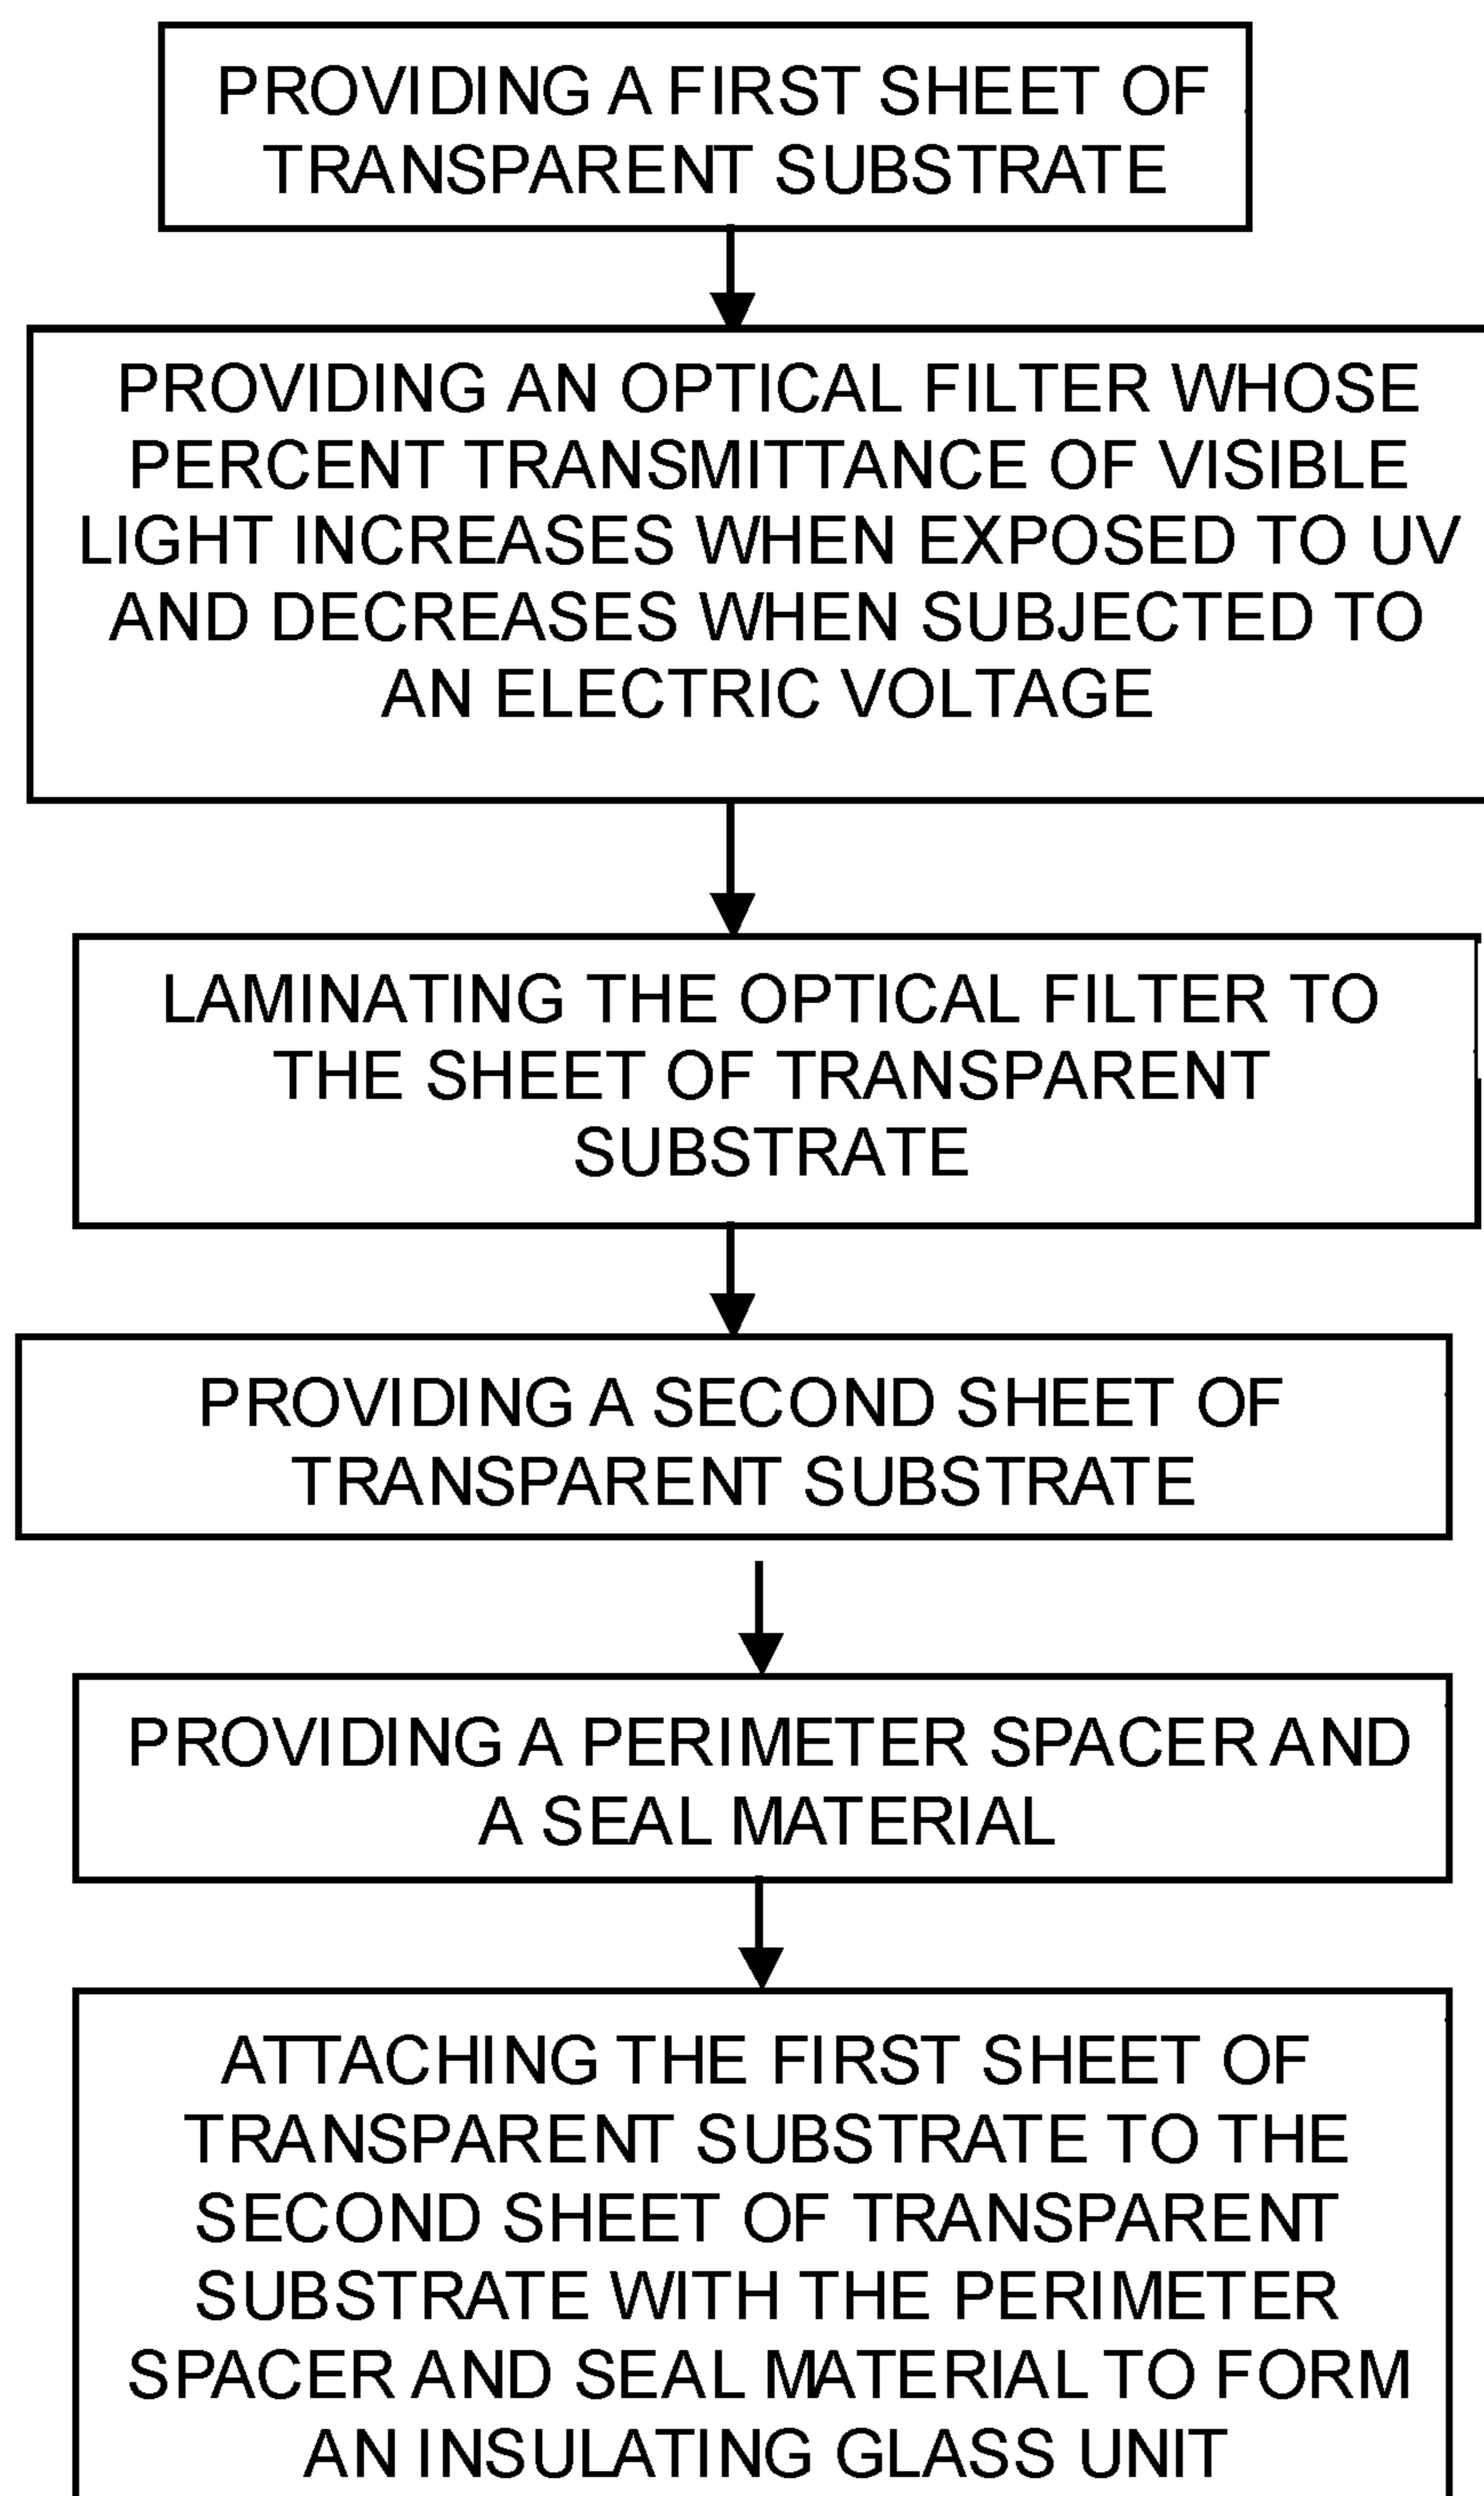 PROVIDING A FIRST SHEET OF
TRANSPARENT SUBSTRATE
PROVIDING AN OPTICAL FILTER WHOSE
PERCENT TRANSMITTANCE OF VISIBLE
LIGHT INCREASES WHEN EXPOSED TO UV
AND DECREASES WHEN SUBJECTED TO
AN ELECTRIC VOLTAGE
LAMINATING THE OPTICAL FILTER TO
THE SHEET OF TRANSPARENT
SUBSTRATE
PROVIDING A SECOND SHEET OF
TRANSPARENT SUBSTRATE
PROVIDING A PERIMETER SPACER AND
A SEAL MATERIAL
ATTACHING THE FIRST SHEET OF
TRANSPARENT SUBSTRATE TO THE
SECOND SHEET OF TRANSPARENT
SUBSTRATE WITH THE PERIMETER
SPACER AND SEAL MATERIAL TO FORM
AN INSULATING GLASS UNIT